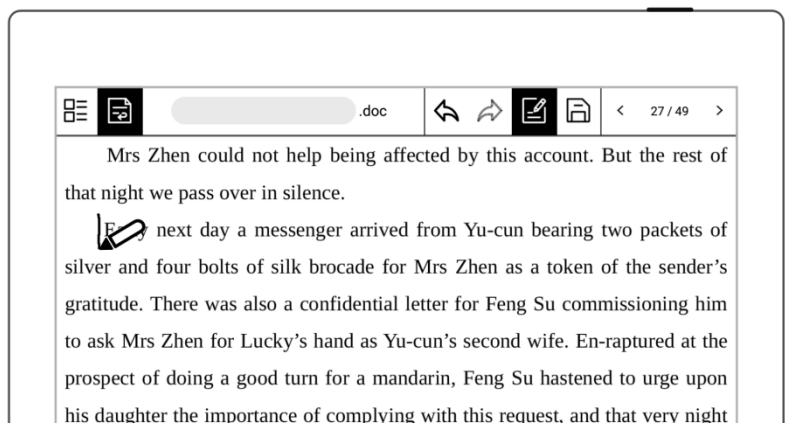 .doc
27 / 49
Mrs Zhen could not help being affected by this account. But the rest of
that night we pass over in silence.
next day a messenger arrived from Yu-cun bearing two packets of
silver and four bolts of silk brocade for Mrs Zhen as a token of the sender’s
gratitude. There was also a confidential letter for Feng Su commissioning him
to ask Mrs Zhen for Lucky’s hand as Yu-cun’s second wife. En-raptured at the
prospect of doing a good turn for a mandarin, Feng Su hastened to urge upon
his daughter the importance of complying with this request, and that very night